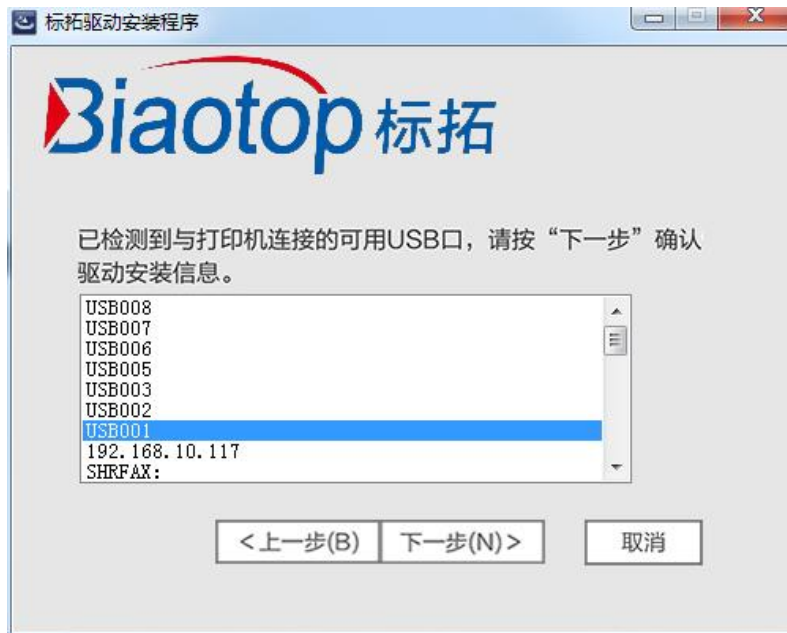 标拓驱动安装程序
Biaotop 标拓
已检测到与打印机连接的可用USB口，请按“下一步”确认
驱动安装信息。
USB008
USB007
USB006
USB005
USB003
USB002
USB001
192.168.10.117
SHRFAX:
<上一步(B) 下一步(N)> 取消